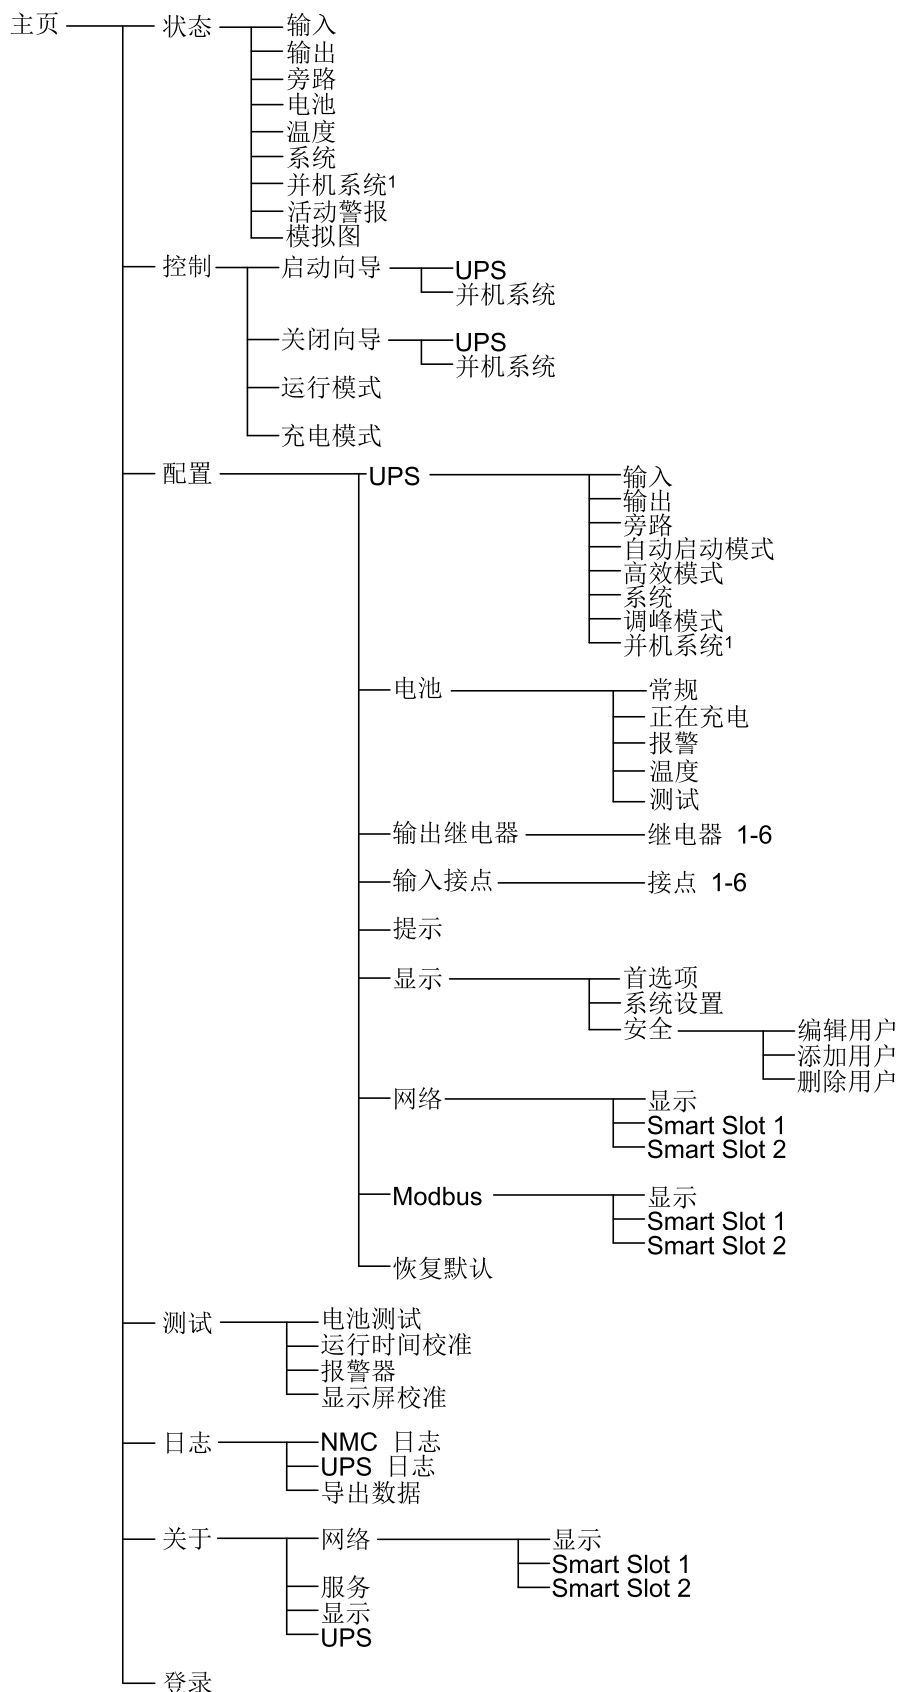 主页
状态
输入
输出
旁路
电池
温度
系统
并机系统¹
活动警报
模拟图
控制
启动向导
UPS
并机系统
关闭向导
UPS
并机系统
运行模式
充电模式
配置
UPS
输入
输出
旁路
自动启动模式
高效模式
系统
调峰模式
并机系统¹
电池
常规
正在充电
报警
温度
测试
输出继电器
继电器 1-6
输入接点
接点 1-6
提示
显示
首选项
系统设置
安全
编辑用户
添加用户
删除用户
网络
显示
Smart Slot 1
Smart Slot 2
Modbus
显示
Smart Slot 1
Smart Slot 2
恢复默认
测试
电池测试
运行时间校准
报警器
显示屏校准
日志
NMC 日志
UPS 日志
导出数据
关于
网络
显示
Smart Slot 1
Smart Slot 2
服务
显示
UPS
登录